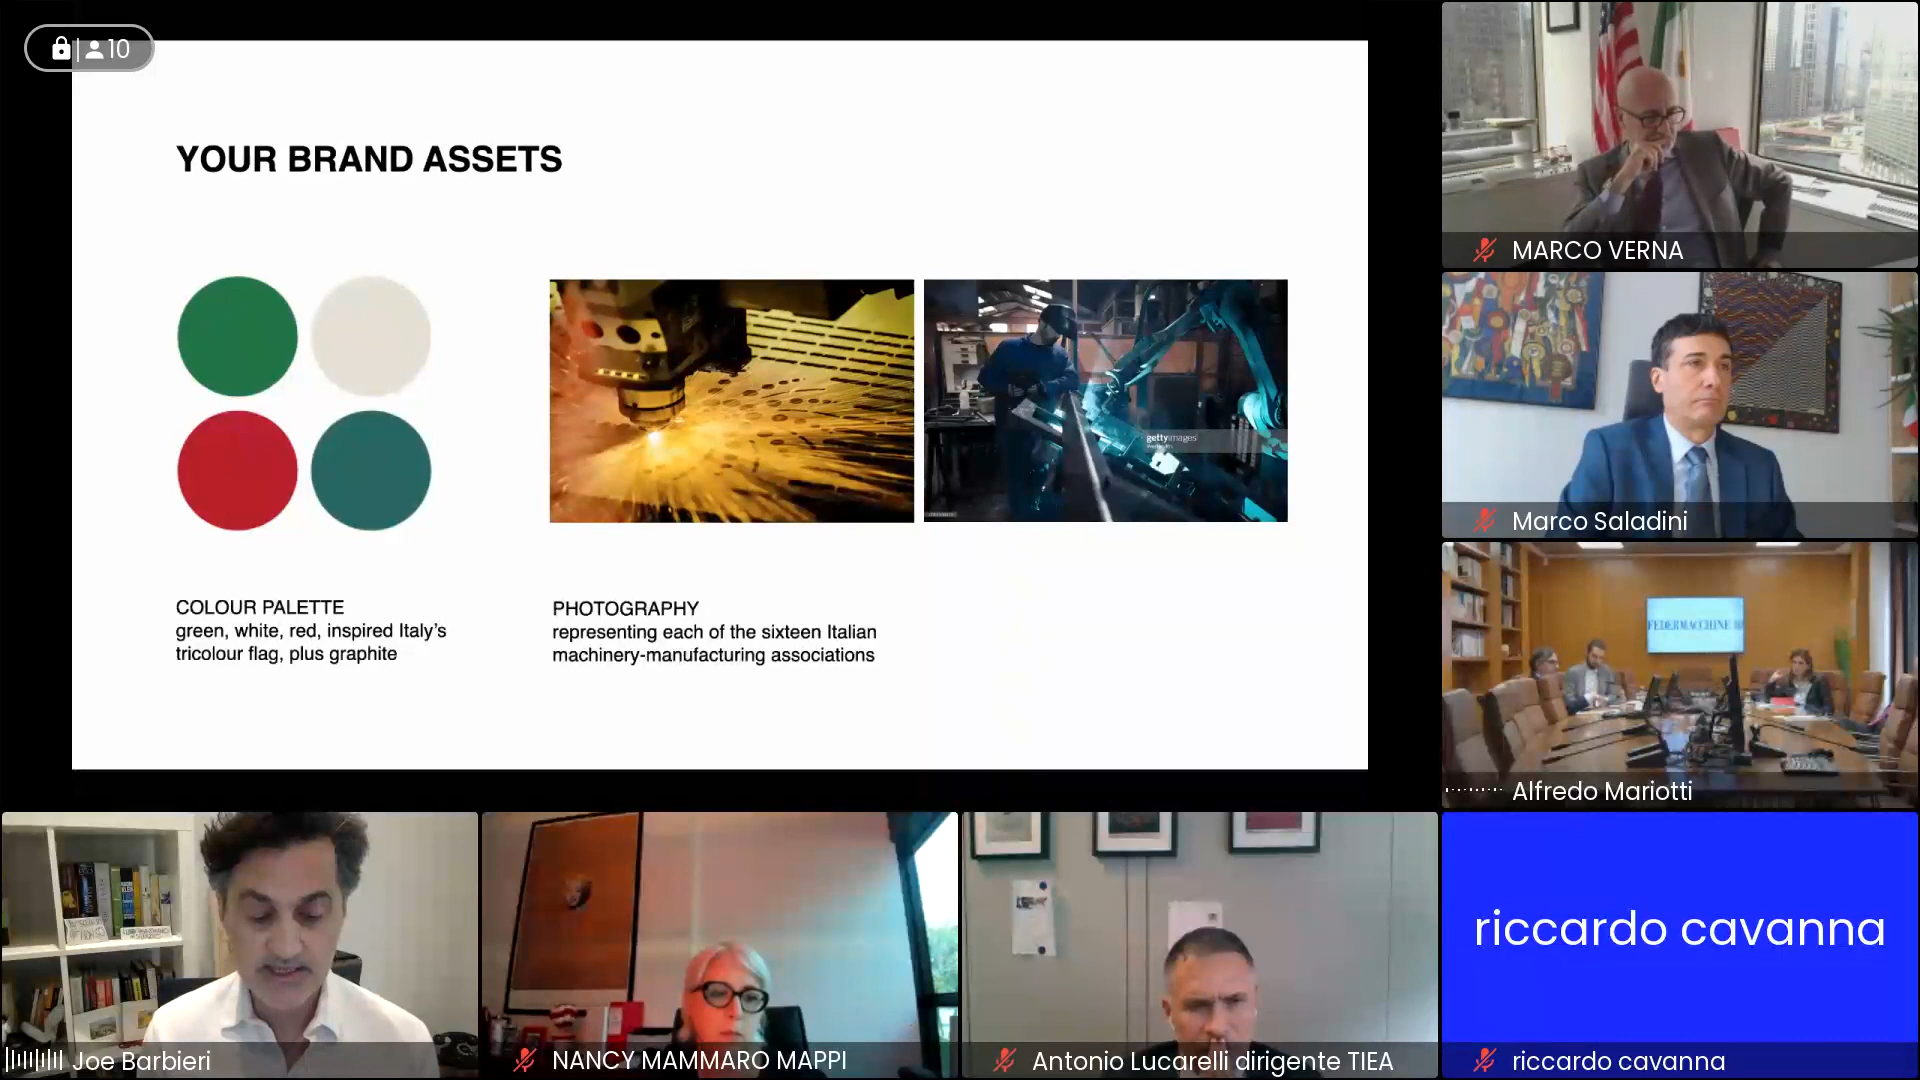 10
YOUR BRAND ASSETS
gettyimages
COLOUR PALETTE
green, white, red, inspired Italy's
tricolour flag, plus graphite
PHOTOGRAPHY
representing each of the sixteen Italian
machinery-manufacturing associations
MARCO VERNA
Marco Saladini
FEDERMACCHINE
Alfredo Mariotti
Joe Barbieri
NANCY MAMMARO MAPPI
Antonio Lucarelli dirigente TIEA
riccardo cavanna
riccardo cavanna